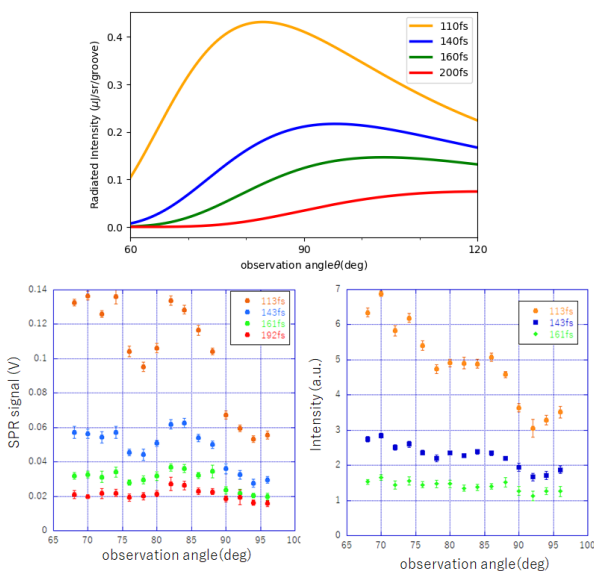 0.4
0.3
0.2
0.1
0.0
Radiated Intensity (μJ/sr/groove)
110fs
140fs
160fs
200fs
60
90
120
observation angleθ(deg)
0.14
0.12
0.1
0.08
0.06
0.04
0.02
0
SPR signal (V)
113fs
143fs
161fs
192fs
65
70
75
80
85
90
95
100
observation angle(deg)
7
6
5
4
3
2
1
0
Intensity (a.u.)
113fs
143fs
161fs
65
70
75
80
85
90
95
100
observation angle(deg)